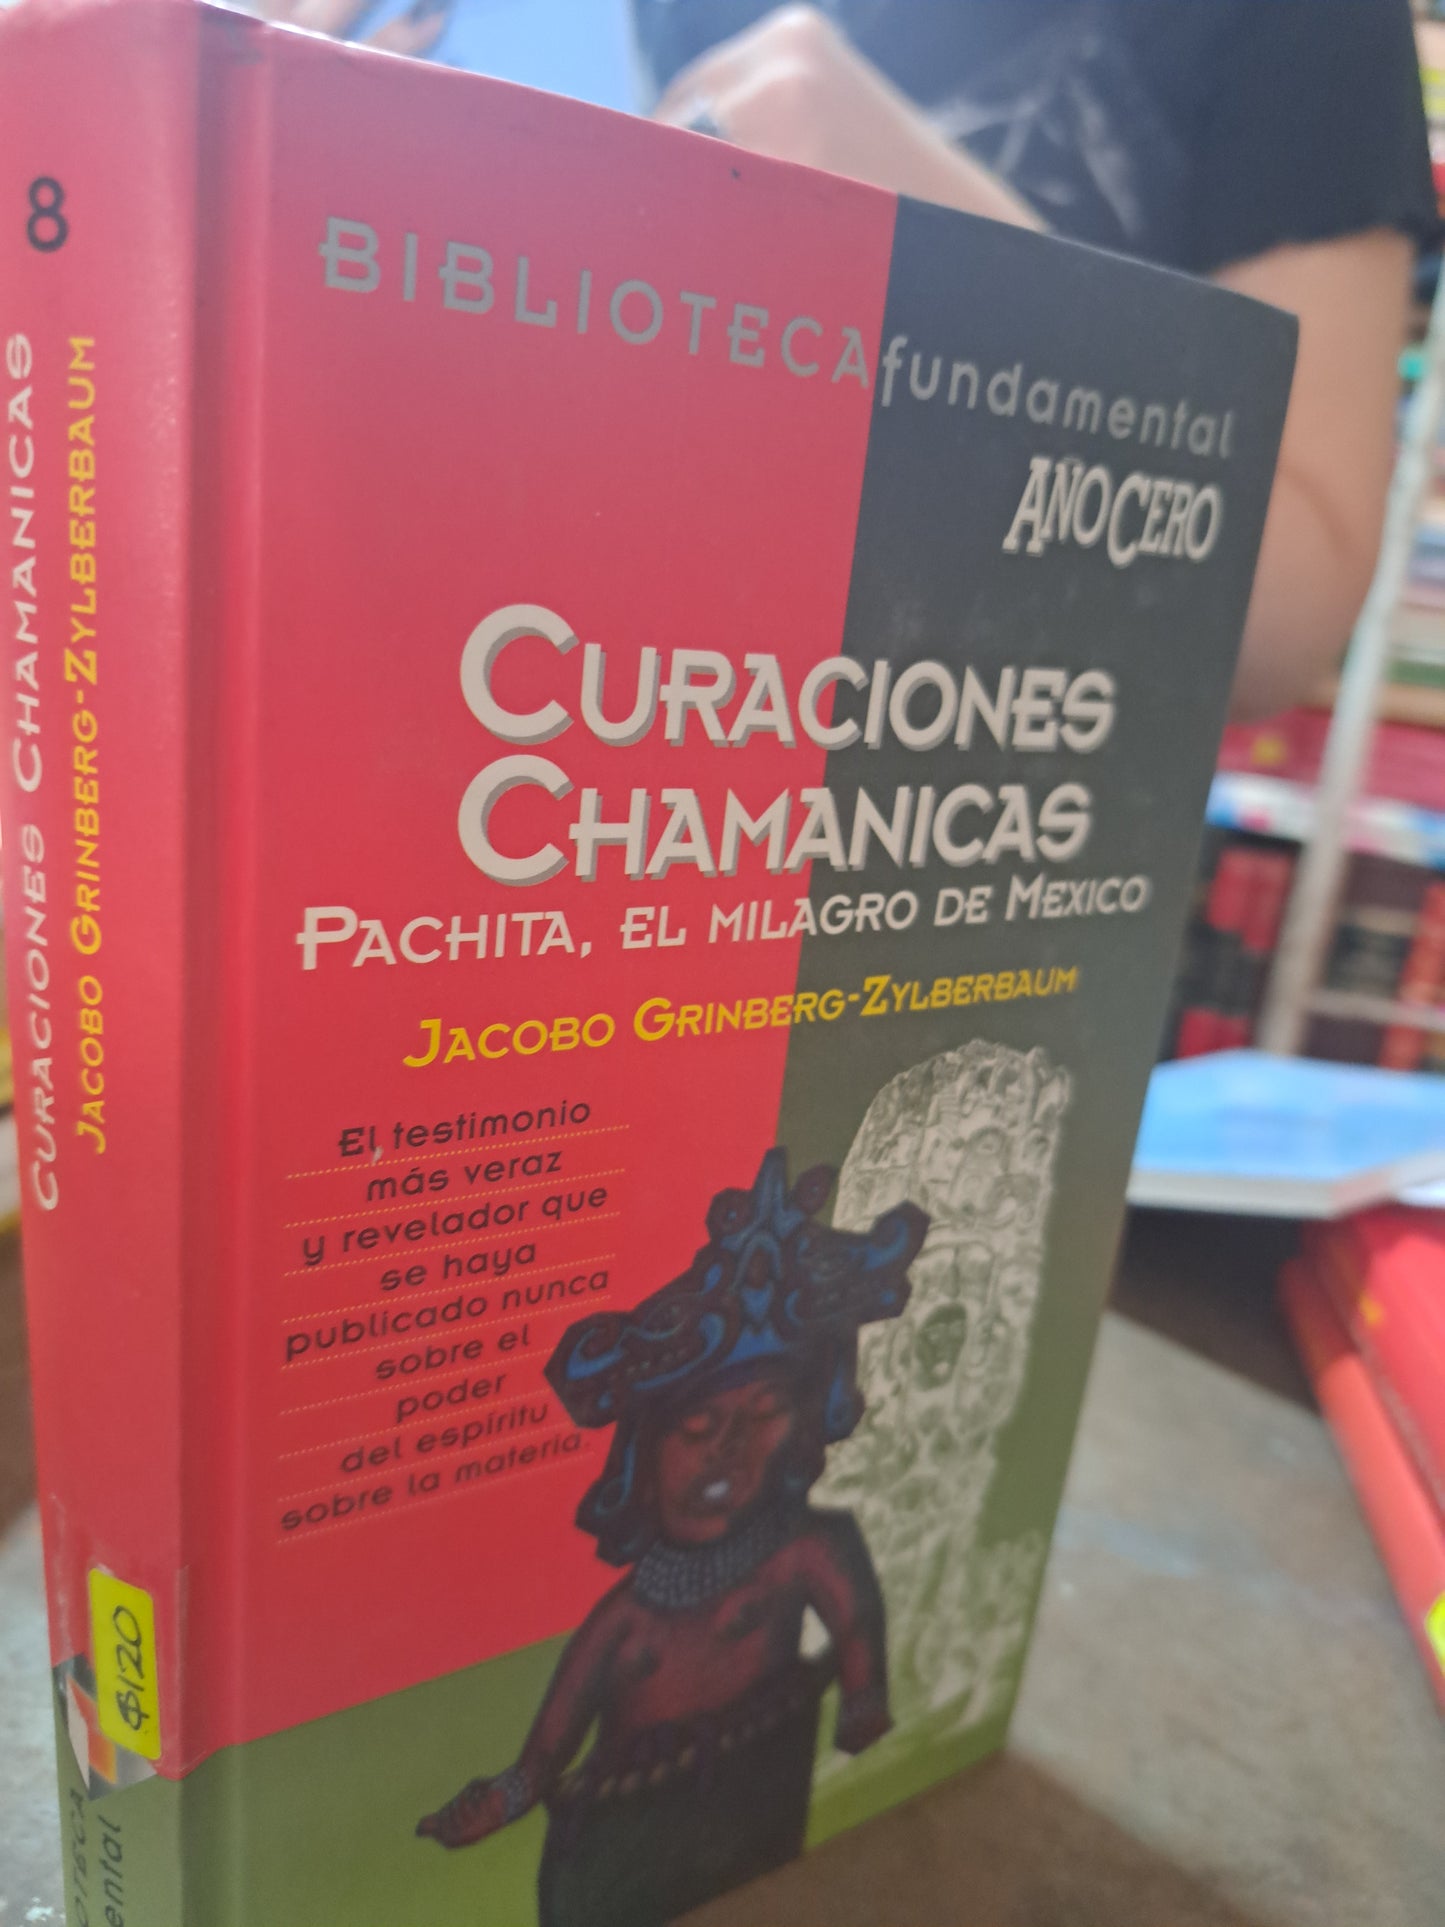 8
CURACIONES CHAMANICAS
JACOBO GRINBERG-ZYLBERBAUM
$120
BIBLIOTECA fundamental
AÑO CERO
CURACIONES
CHAMANICAS
PACHITA, EL MILAGRO DE MEXICO
JACOBO GRINBERG-ZYLBERBAUM
El testimonio
más veraz
y revelador que
se haya
publicado nunca
sobre el
poder
del espíritu
sobre la materia.